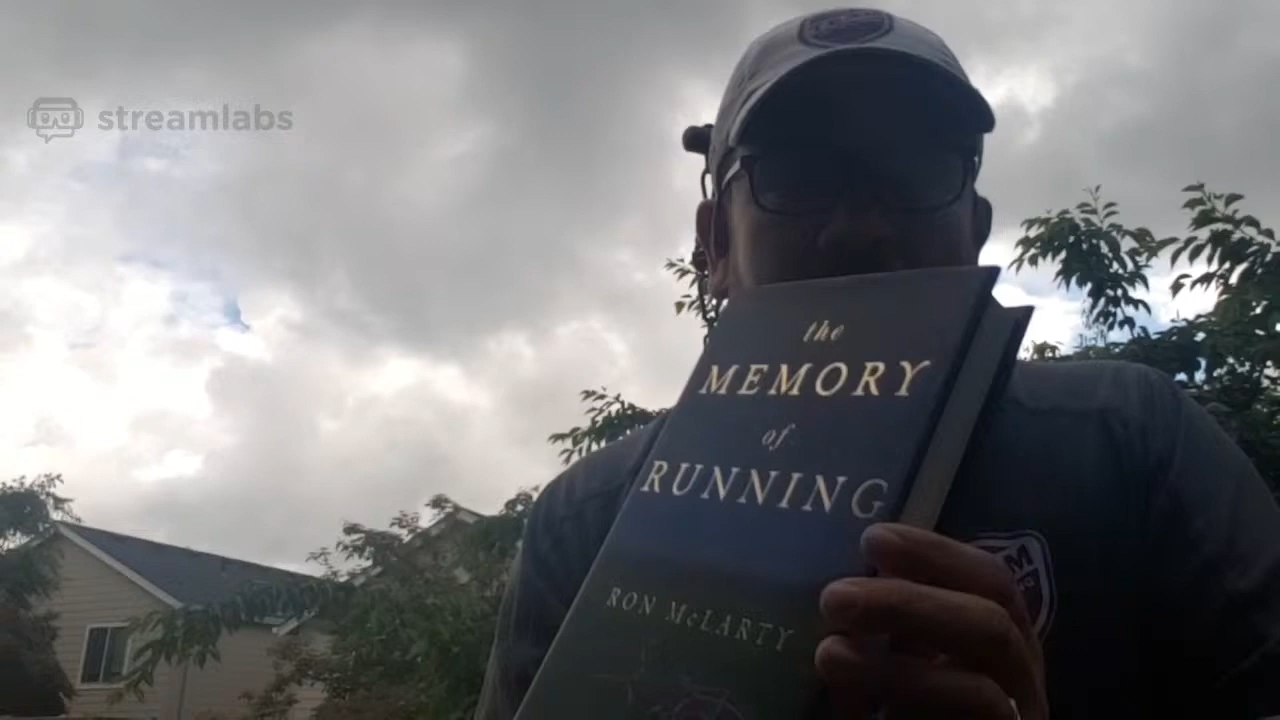 streamlabs
the
MEMORY
of
RUNNING
RON McLARTY